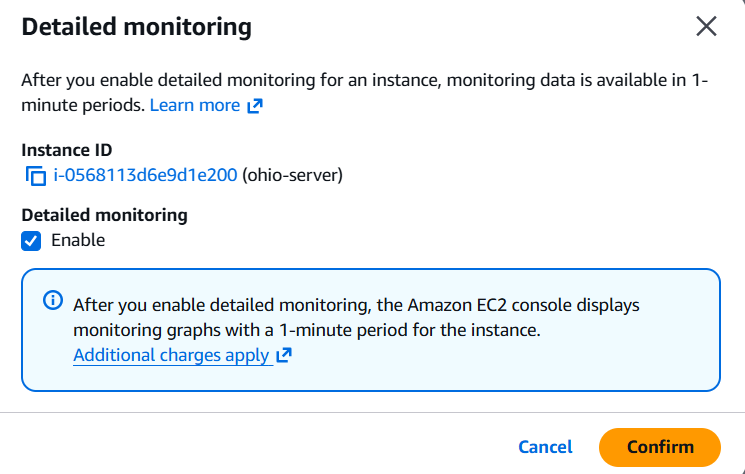 Detailed monitoring
After you enable detailed monitoring for an instance, monitoring data is available in 1-
minute periods. Learn more
Instance ID
i-0568113d6e9d1e200 (ohio-server)
Detailed monitoring
Enable
After you enable detailed monitoring, the Amazon EC2 console displays
monitoring graphs with a 1-minute period for the instance.
Additional charges apply
Cancel Confirm